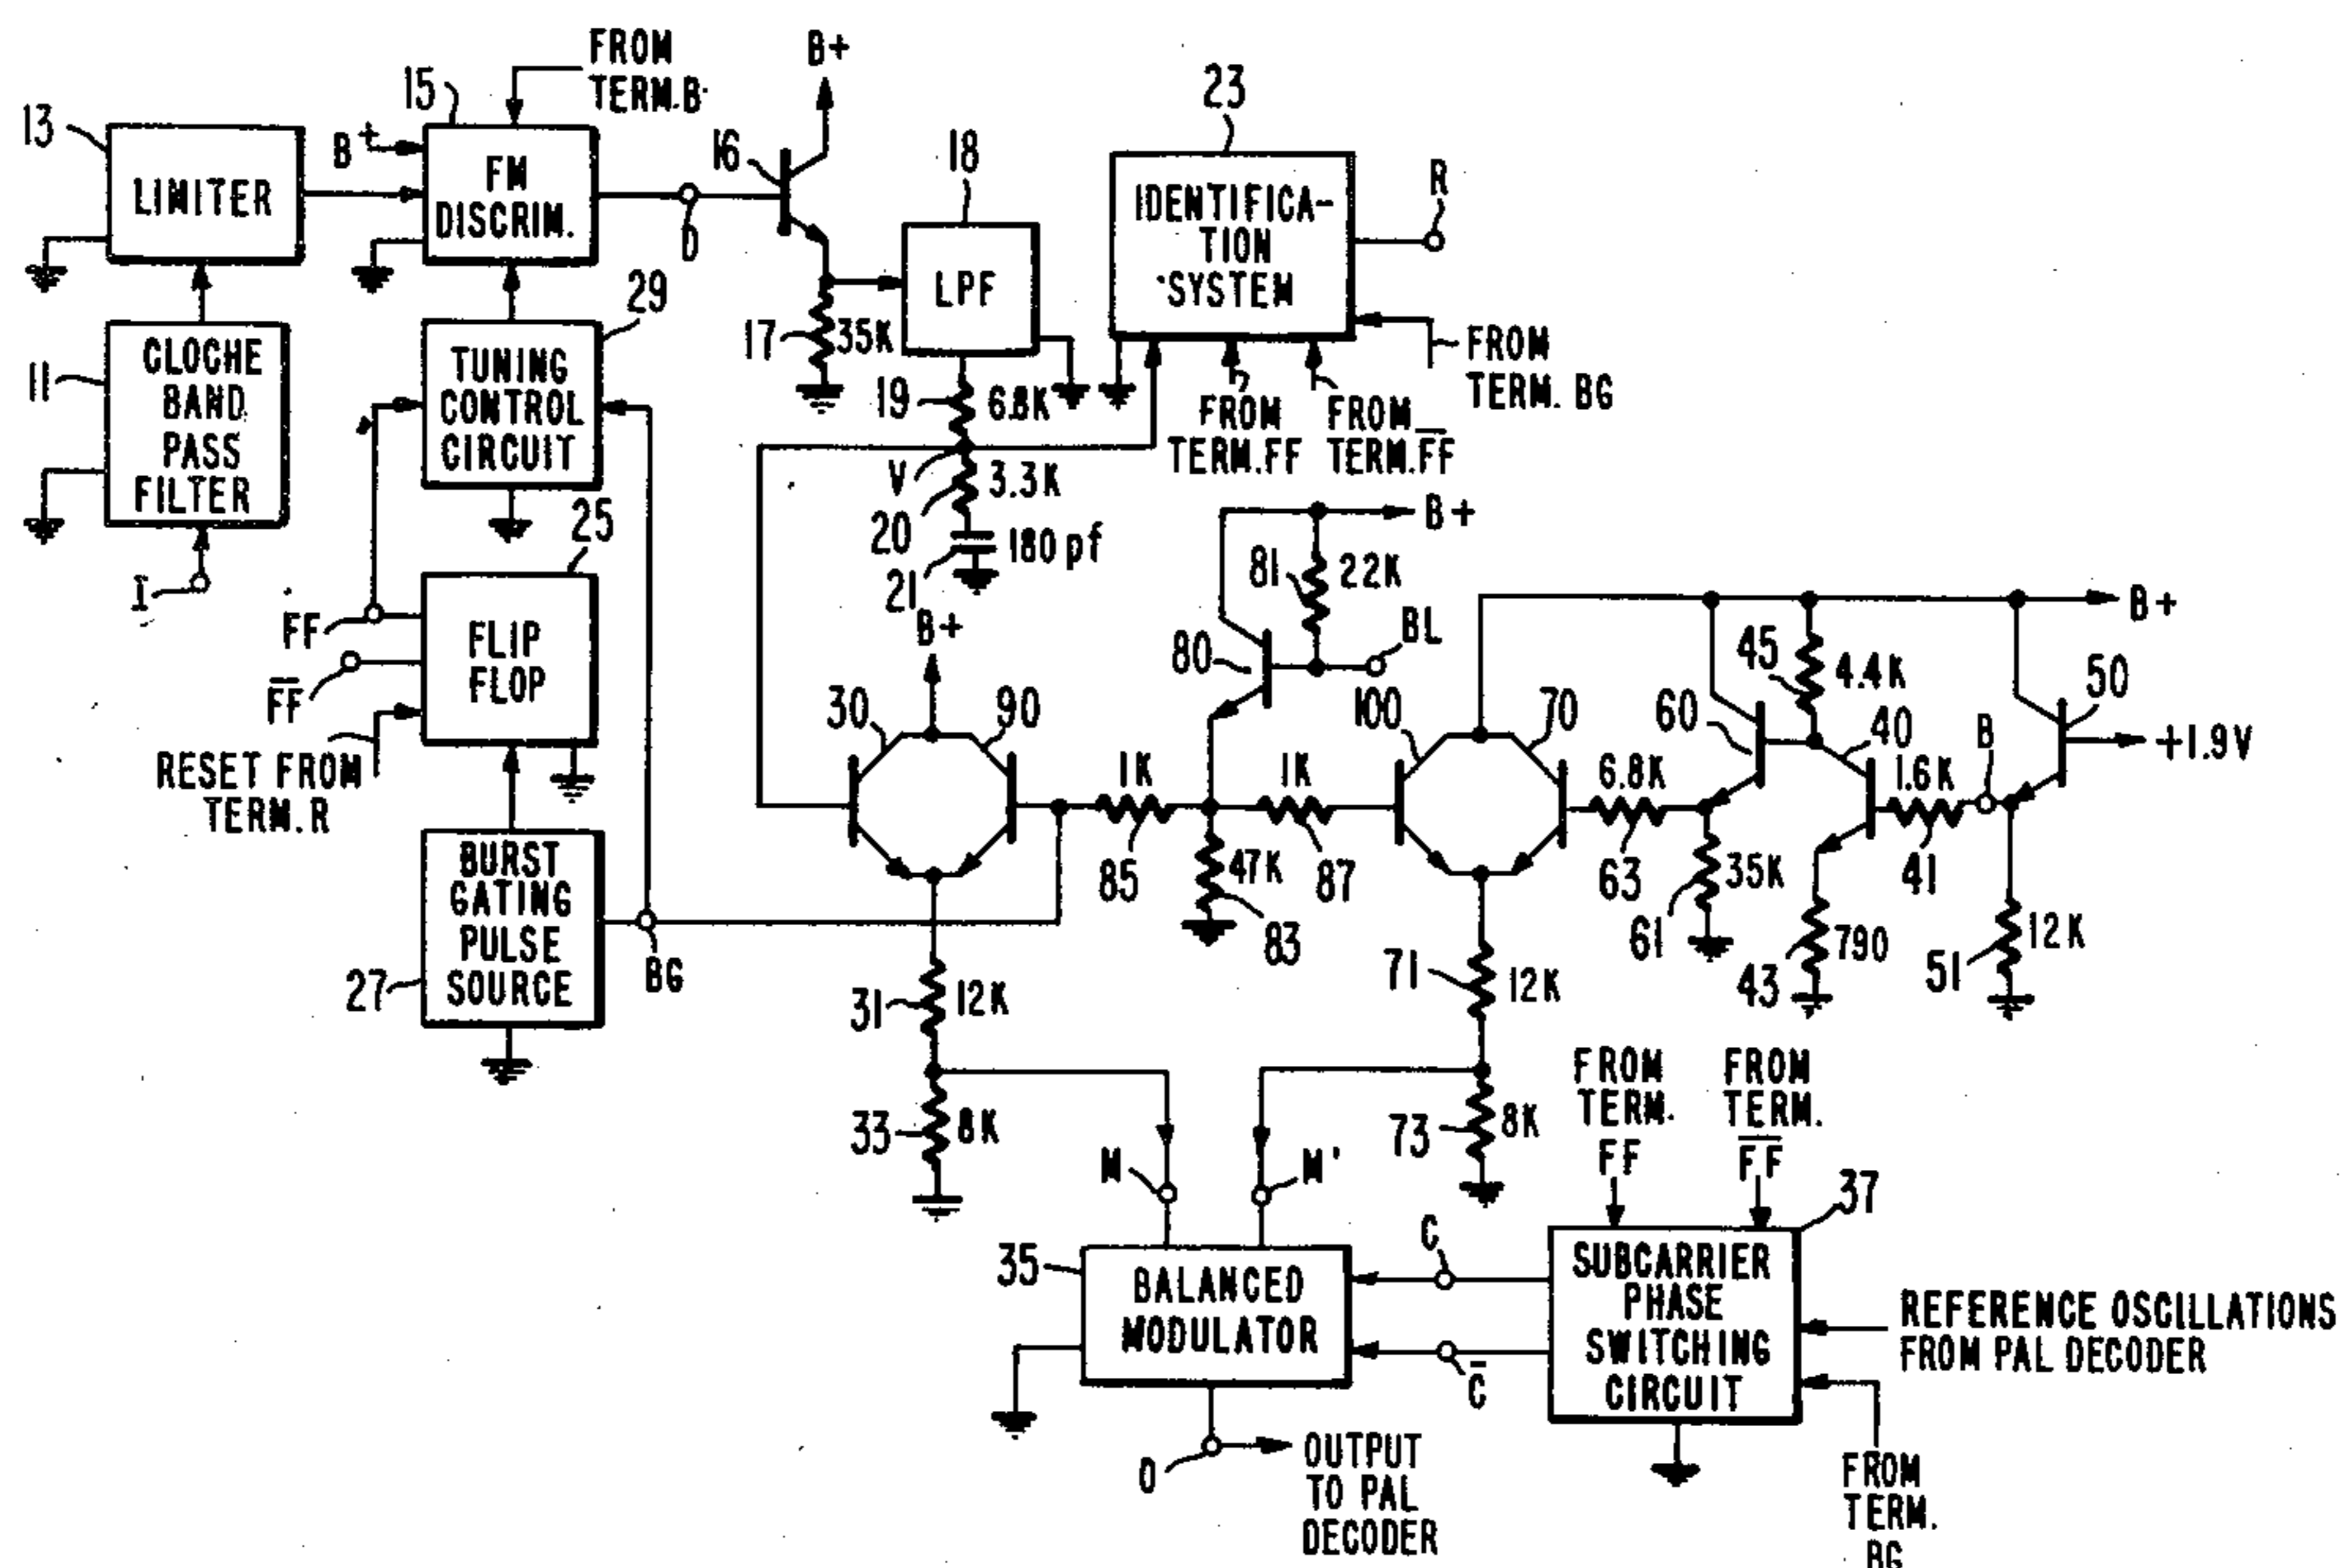 FROM
TERM.B
B+
13
15
23
16
18
B+
LIMITER
FM
DISCRIM.
D
IDENTIFICA-
TION
SYSTEM
R
LPF
29
17
35K
11
CLOCHE
BAND
PASS
FILTER
TUNING
CONTROL
CIRCUIT
19
6.8K
FROM
TERM.FF
FROM
TERM.F̅F̅
FROM
TERM. BG
V
20
3.3K
21
180 pf
25
I
FF
F̅F̅
FLIP
FLOP
RESET FROM
TERM.R
B+
81
22K
B+
BL
80
B+
45
4.4K
50
30
90
100
70
60
40
B
+1.9V
1K
1K
6.8K
1.6K
85
47K
83
87
63
61
35K
43
790
41
51
12K
BURST
GATING
PULSE
SOURCE
27
BG
31
12K
71
12K
33
8K
73
8K
M
M'
FROM
TERM.
FF
FROM
TERM.
F̅F̅
37
35
BALANCED
MODULATOR
C
C̅
SUBCARRIER
PHASE
SWITCHING
CIRCUIT
REFERENCE OSCILLATIONS
FROM PAL DECODER
O
OUTPUT
TO PAL
DECODER
FROM
TERM.
BG